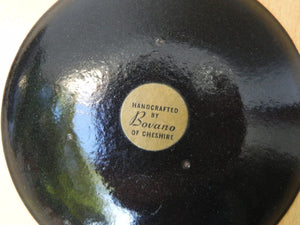 HANDCRAFTED
BY
Bovano
OF CHESHIRE